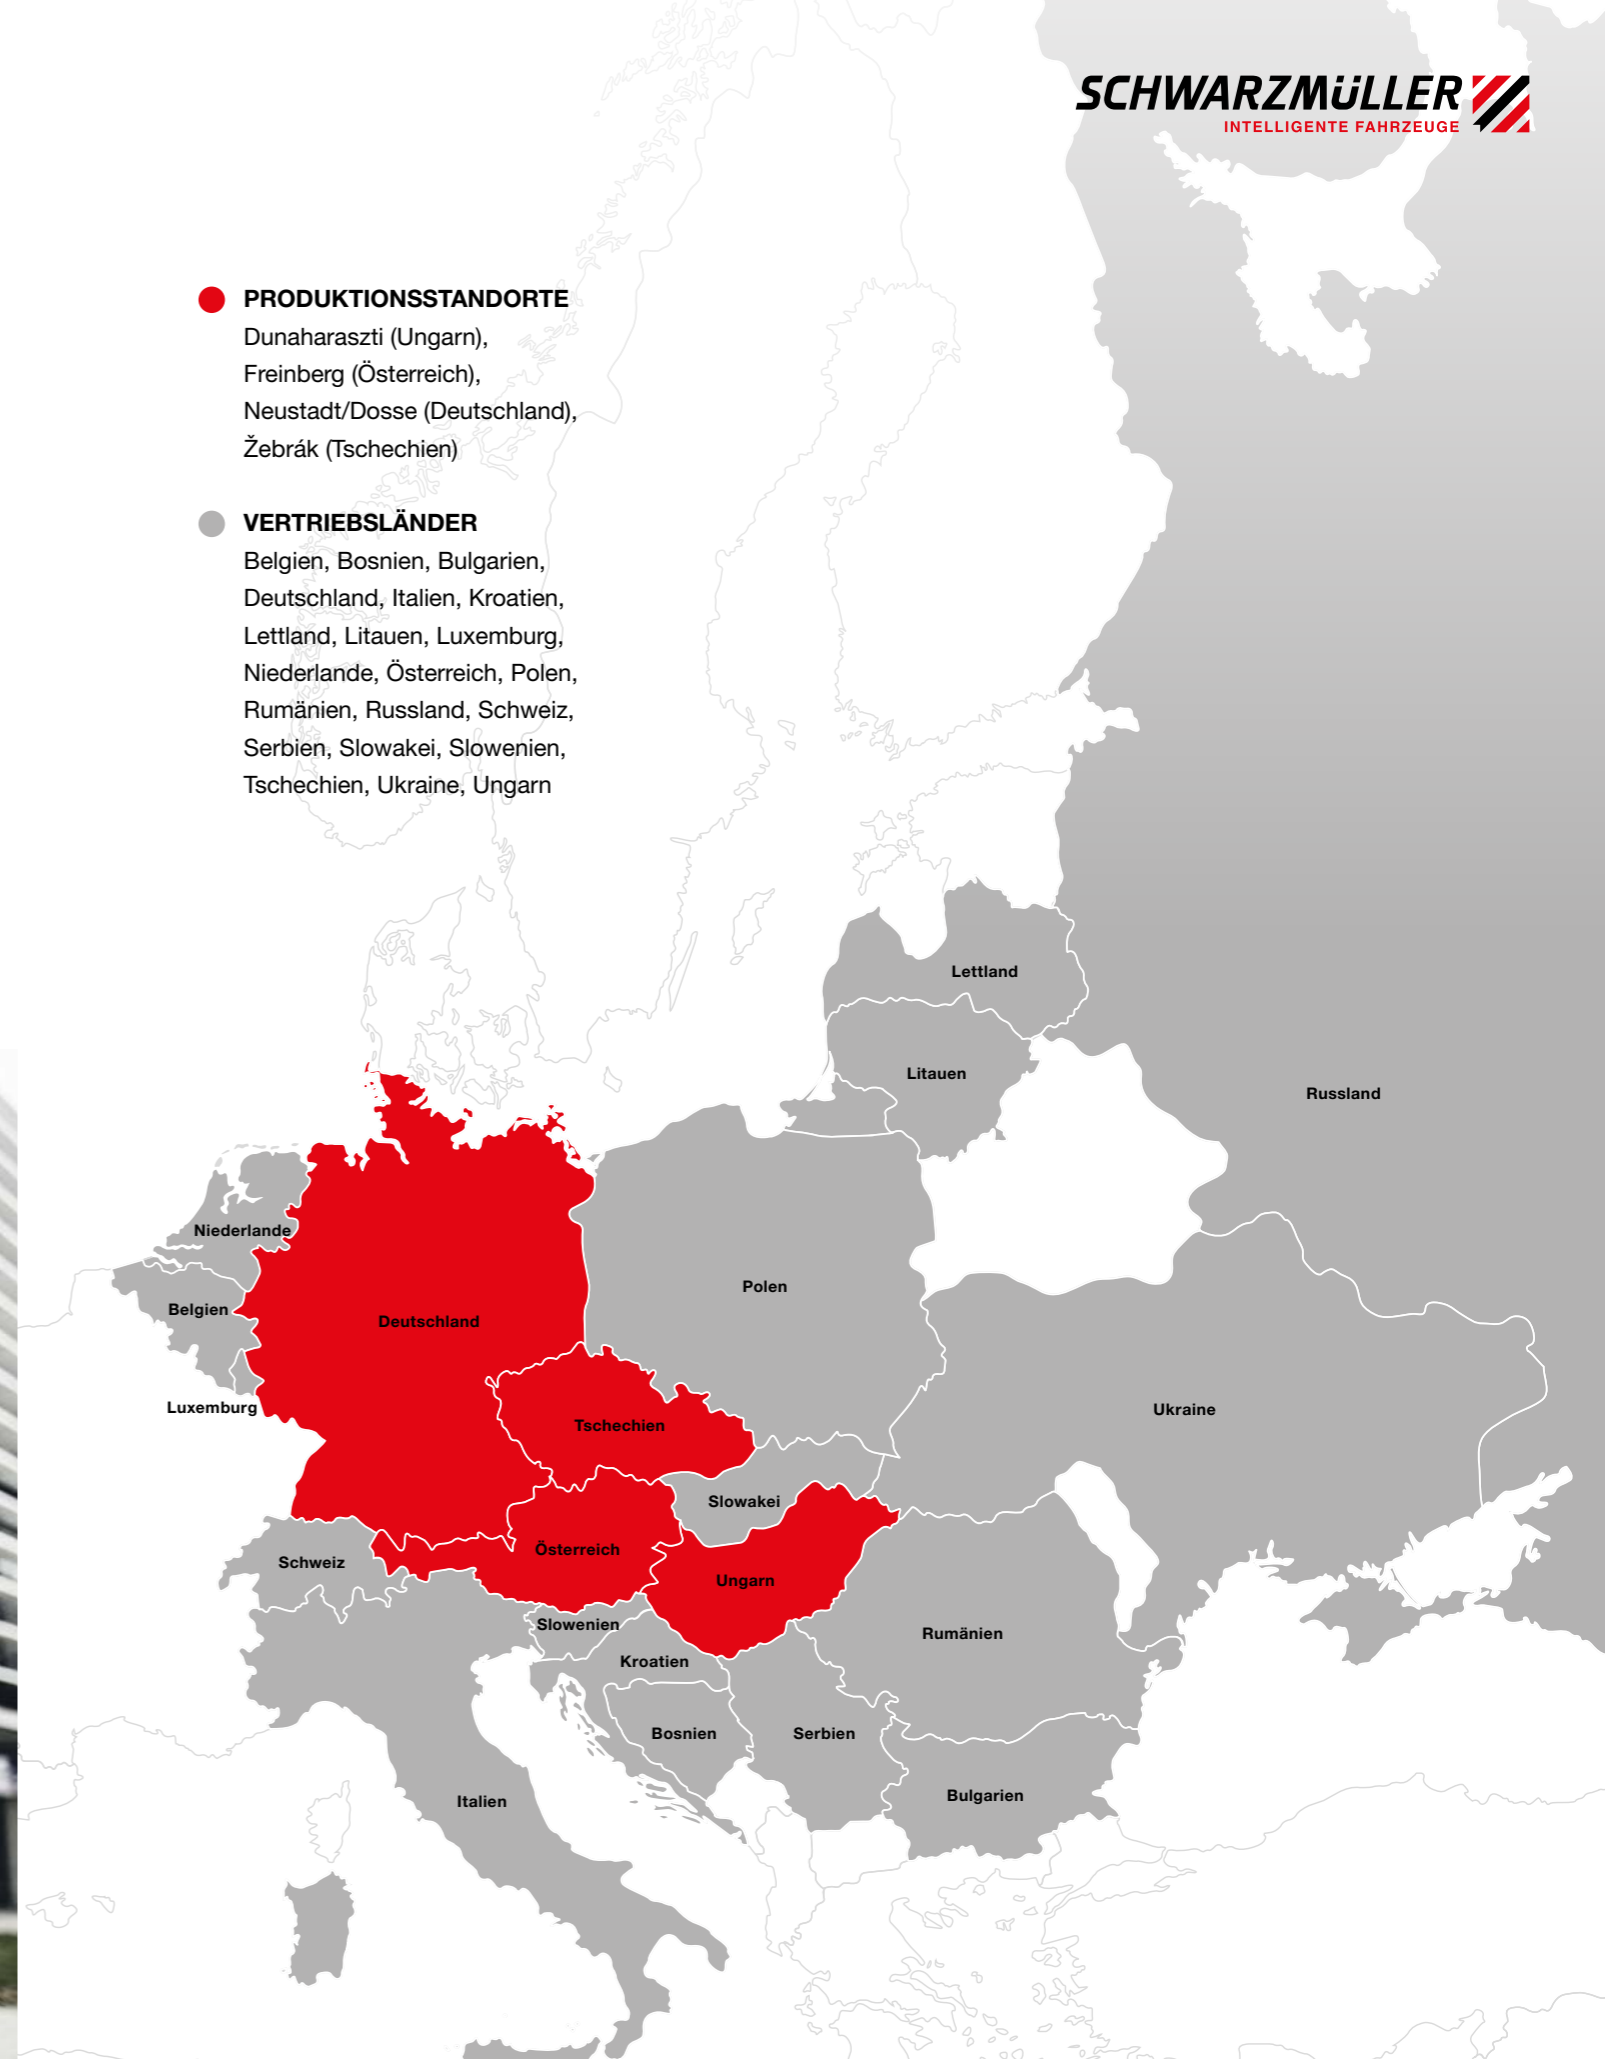 SCHWARZMÜLLER
INTELLIGENTE FAHRZEUGE
PRODUKTIONSSTANDORTE
Dunaharaszti (Ungarn),
Freinberg (Österreich),
Neustadt/Dosse (Deutschland),
Žebrák (Tschechien)
VERTRIEBSLÄNDER
Belgien, Bosnien, Bulgarien,
Deutschland, Italien, Kroatien,
Lettland, Litauen, Luxemburg,
Niederlande, Österreich, Polen,
Rumänien, Russland, Schweiz,
Serbien, Slowakei, Slowenien,
Tschechien, Ukraine, Ungarn
Lettland
Litauen
Russland
Niederlande
Polen
Belgien
Deutschland
Luxemburg
Ukraine
Tschechien
Slowakei
Österreich
Schweiz
Ungarn
Slowenien
Rumänien
Kroatien
Bosnien
Serbien
Bulgarien
Italien